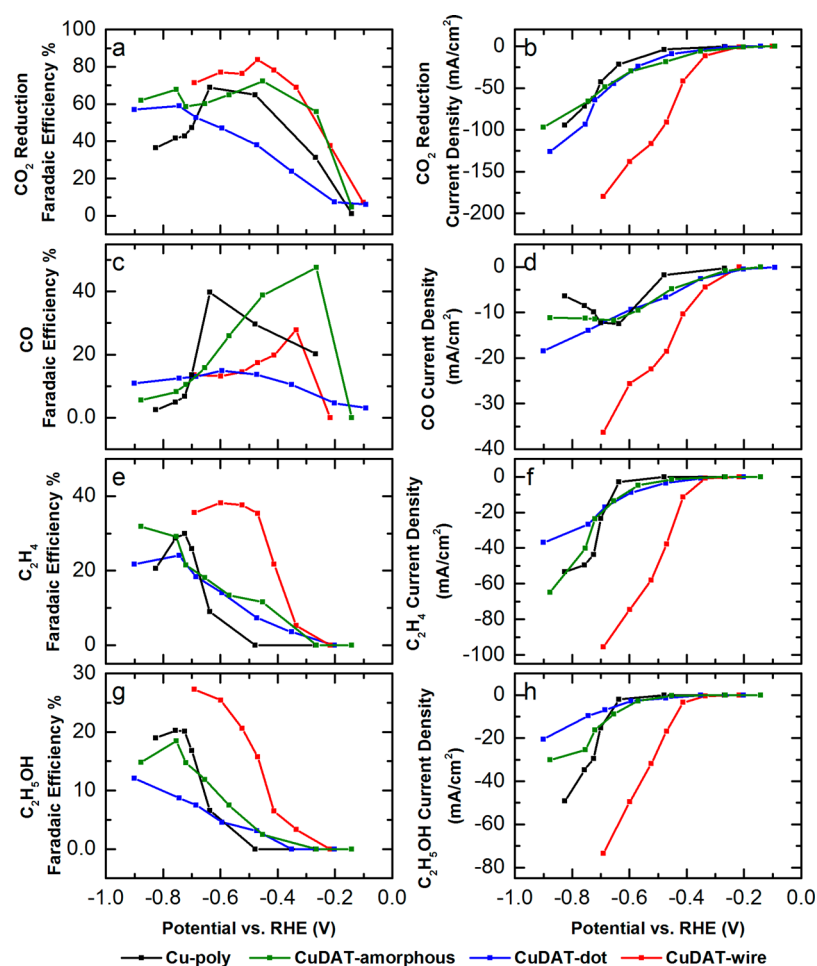 a
CO2 Reduction
Faradaic Efficiency %
100
80
60
40
20
0
b
CO2 Reduction
Current Density (mA/cm2)
0
-50
-100
-150
-200
c
CO
Faradaic Efficiency %
40
20
0.0
d
CO Current Density
(mA/cm2)
0
-10
-20
-30
-40
e
C2H4
Faradaic Efficiency %
40
20
0
f
C2H4 Current Density
(mA/cm2)
0
-20
-40
-60
-80
-100
g
C2H5OH
Faradaic Efficiency %
30
20
10
0
h
C2H5OH Current Density
(mA/cm2)
0
-20
-40
-60
-80
-1.0 -0.8 -0.6 -0.4 -0.2 0.0
Potential vs. RHE (V)
-1.0 -0.8 -0.6 -0.4 -0.2 0.0
Potential vs. RHE (V)
Cu-poly CuDAT-amorphous CuDAT-dot CuDAT-wire